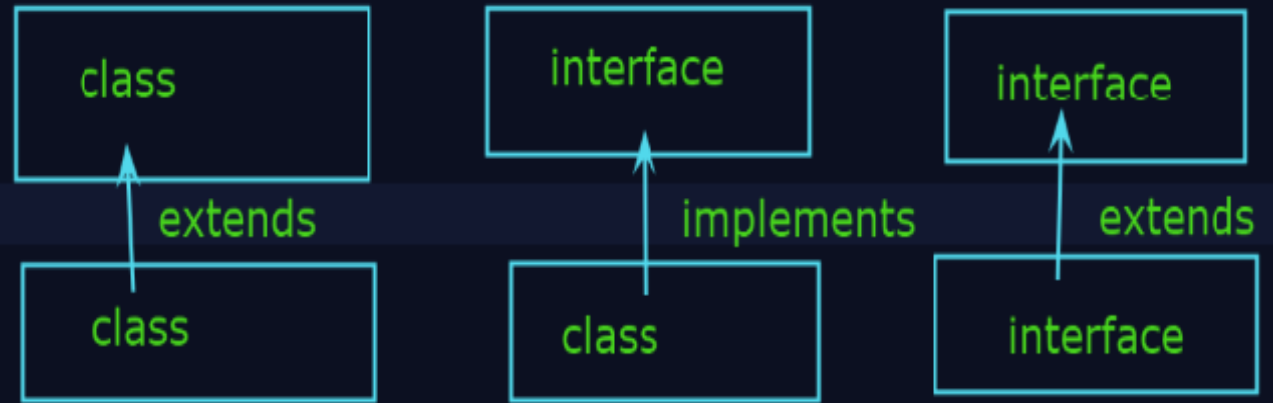 class
interface
interface
extends
implements
extends
class
class
interface